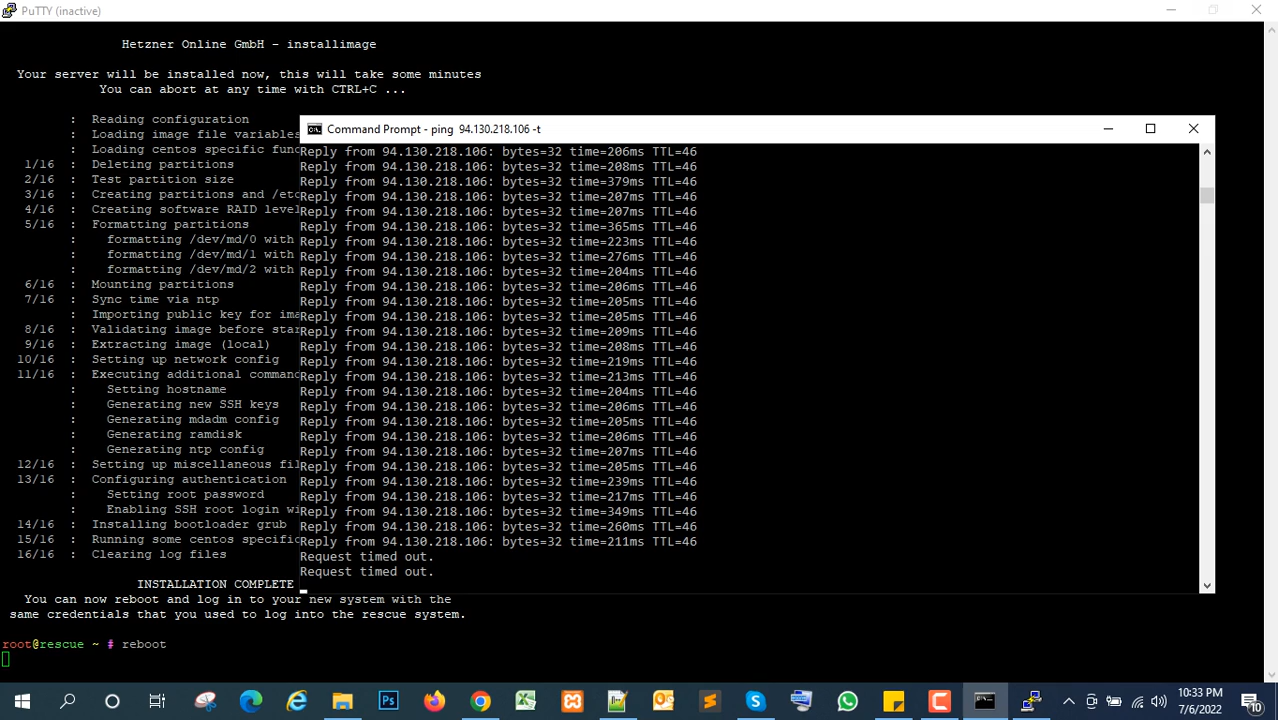 PuTTY (inactive)
Hetzner Online GmbH - installimage
Your server will be installed now, this will take some minutes
You can abort at any time with CTRL+C ...
: Reading configuration
: Loading image file variables
: Loading centos specific func
1/16 : Deleting partitions
2/16 : Test partition size
3/16 : Creating partitions and /etc
4/16 : Creating software RAID level
5/16 : Formatting partitions
: formatting /dev/md/0 with
: formatting /dev/md/1 with
: formatting /dev/md/2 with
6/16 : Mounting partitions
7/16 : Sync time via ntp
: Importing public key for ima
8/16 : Validating image before star
9/16 : Extracting image (local)
10/16 : Setting up network config
11/16 : Executing additional command
: Setting hostname
: Generating new SSH keys
: Generating mdadm config
: Generating ramdisk
: Generating ntp config
12/16 : Setting up miscellaneous fil
13/16 : Configuring authentication
: Setting root password
: Enabling SSH root login wi
14/16 : Installing bootloader grub
15/16 : Running some centos specific
16/16 : Clearing log files
INSTALLATION COMPLETE
You can now reboot and log in to your new system with the
same credentials that you used to log into the rescue system.
root@rescue ~ # reboot
Command Prompt - ping 94.130.218.106 -t
Reply from 94.130.218.106: bytes=32 time=206ms TTL=46
Reply from 94.130.218.106: bytes=32 time=208ms TTL=46
Reply from 94.130.218.106: bytes=32 time=379ms TTL=46
Reply from 94.130.218.106: bytes=32 time=207ms TTL=46
Reply from 94.130.218.106: bytes=32 time=207ms TTL=46
Reply from 94.130.218.106: bytes=32 time=365ms TTL=46
Reply from 94.130.218.106: bytes=32 time=223ms TTL=46
Reply from 94.130.218.106: bytes=32 time=276ms TTL=46
Reply from 94.130.218.106: bytes=32 time=204ms TTL=46
Reply from 94.130.218.106: bytes=32 time=206ms TTL=46
Reply from 94.130.218.106: bytes=32 time=205ms TTL=46
Reply from 94.130.218.106: bytes=32 time=205ms TTL=46
Reply from 94.130.218.106: bytes=32 time=209ms TTL=46
Reply from 94.130.218.106: bytes=32 time=208ms TTL=46
Reply from 94.130.218.106: bytes=32 time=219ms TTL=46
Reply from 94.130.218.106: bytes=32 time=213ms TTL=46
Reply from 94.130.218.106: bytes=32 time=204ms TTL=46
Reply from 94.130.218.106: bytes=32 time=206ms TTL=46
Reply from 94.130.218.106: bytes=32 time=205ms TTL=46
Reply from 94.130.218.106: bytes=32 time=206ms TTL=46
Reply from 94.130.218.106: bytes=32 time=207ms TTL=46
Reply from 94.130.218.106: bytes=32 time=205ms TTL=46
Reply from 94.130.218.106: bytes=32 time=239ms TTL=46
Reply from 94.130.218.106: bytes=32 time=217ms TTL=46
Reply from 94.130.218.106: bytes=32 time=349ms TTL=46
Reply from 94.130.218.106: bytes=32 time=260ms TTL=46
Reply from 94.130.218.106: bytes=32 time=211ms TTL=46
Request timed out.
Request timed out.
10:33 PM
7/6/2022
10